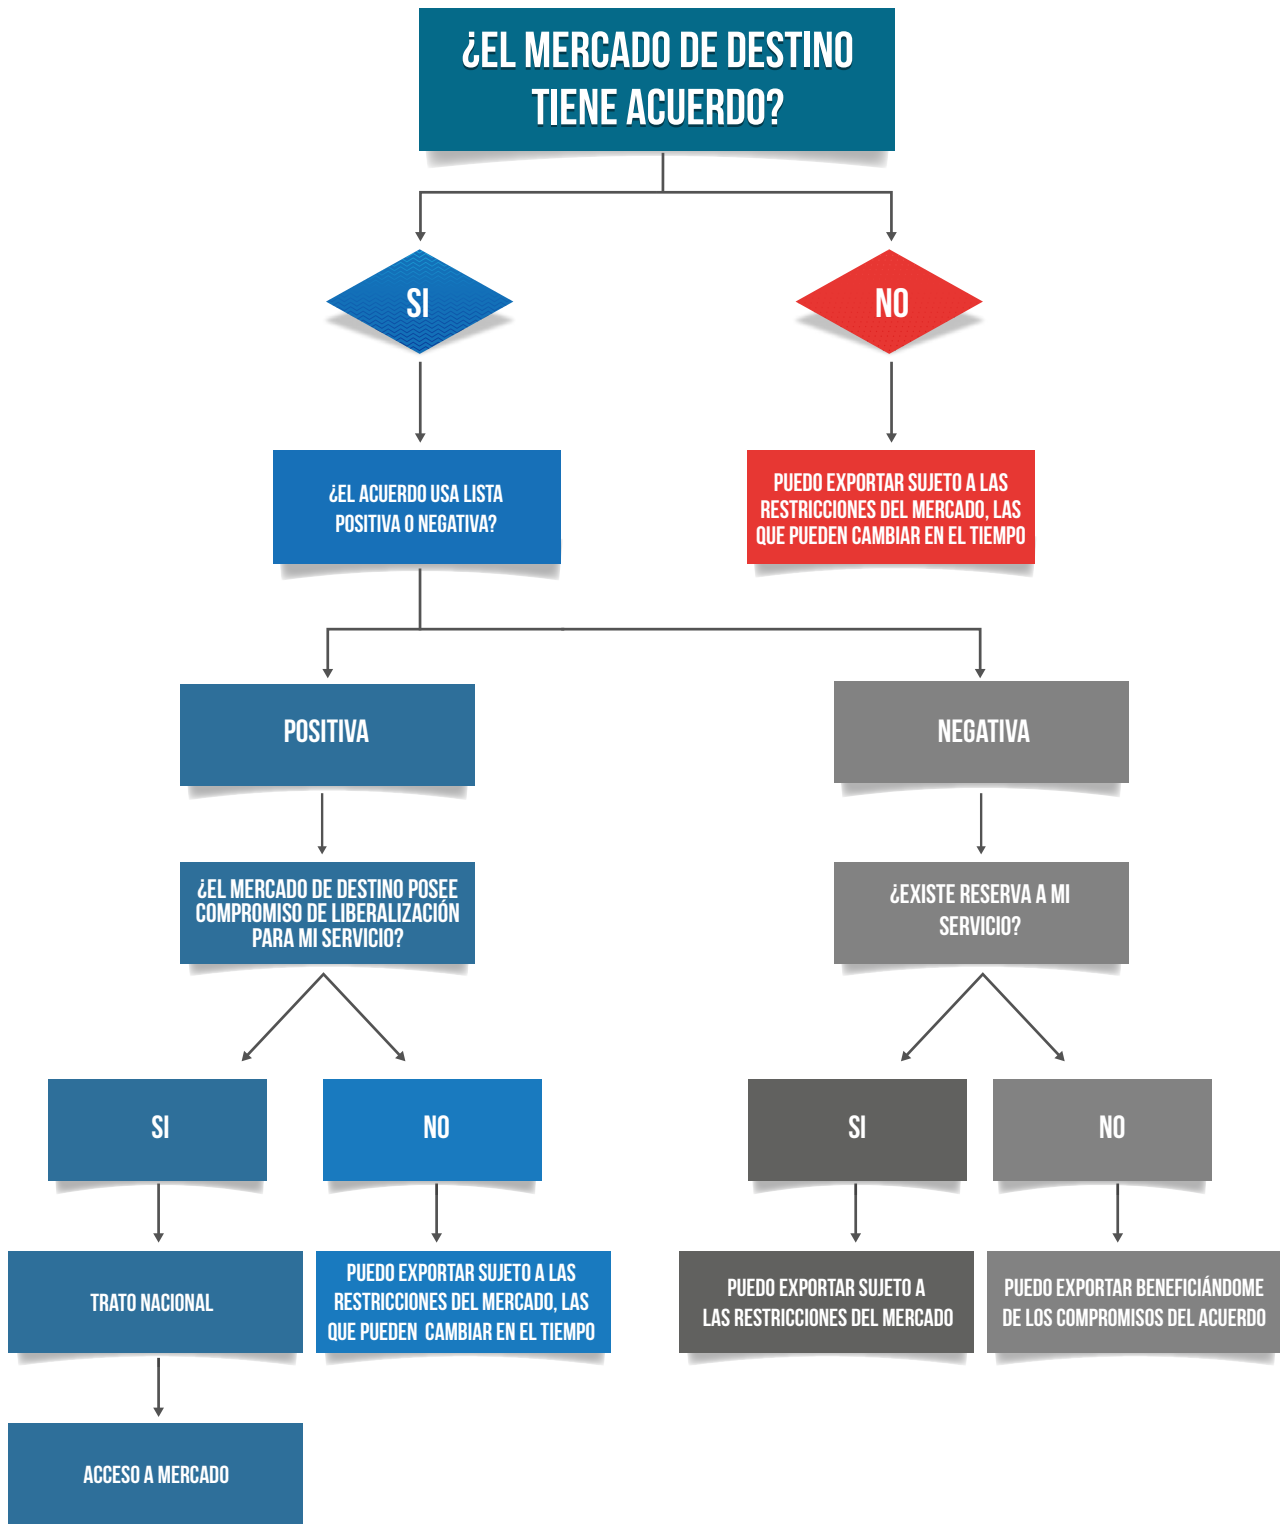 ¿EL MERCADO DE DESTINO
TIENE ACUERDO?
SI
NO
¿EL ACUERDO USA LISTA
POSITIVA O NEGATIVA?
PUEDO EXPORTAR SUJETO A LAS
RESTRICCIONES DEL MERCADO, LAS
QUE PUEDEN CAMBIAR EN EL TIEMPO
POSITIVA
NEGATIVA
¿EL MERCADO DE DESTINO POSEE
COMPROMISO DE LIBERALIZACIÓN
PARA MI SERVICIO?
¿EXISTE RESERVA A MI
SERVICIO?
SI
NO
SI
NO
TRATO NACIONAL
PUEDO EXPORTAR SUJETO A LAS
RESTRICCIONES DEL MERCADO, LAS
QUE PUEDEN CAMBIAR EN EL TIEMPO
PUEDO EXPORTAR SUJETO A
LAS RESTRICCIONES DEL MERCADO
PUEDO EXPORTAR BENEFICIÁNDOME
DE LOS COMPROMISOS DEL ACUERDO
ACCESO A MERCADO